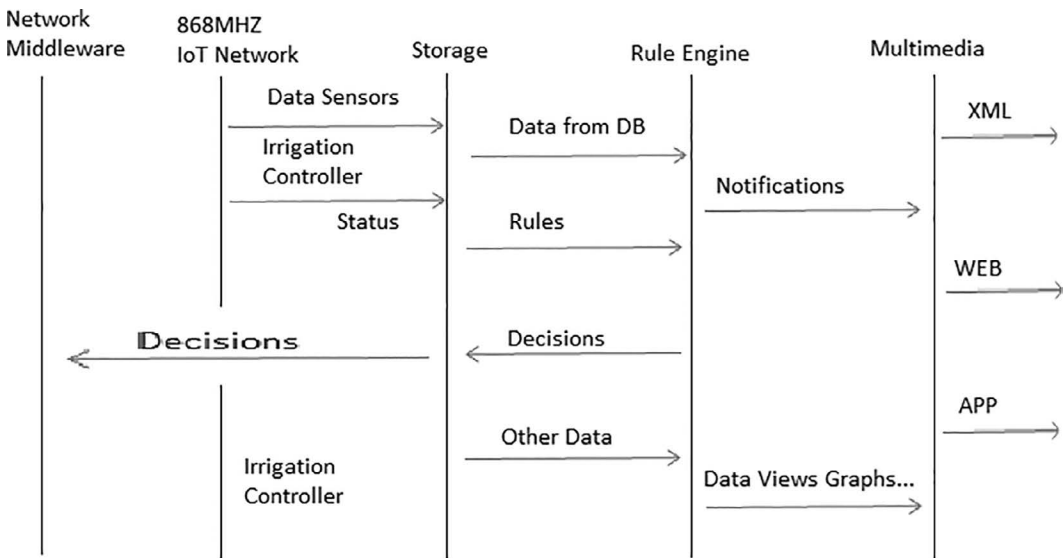 Network
Middleware
868MHZ
IoT Network
Storage
Rule Engine
Multimedia
Data Sensors
Data from DB
XML
Irrigation
Controller
Notifications
Status
Rules
WEB
Decisions
Decisions
APP
Other Data
Irrigation
Controller
Data Views Graphs...